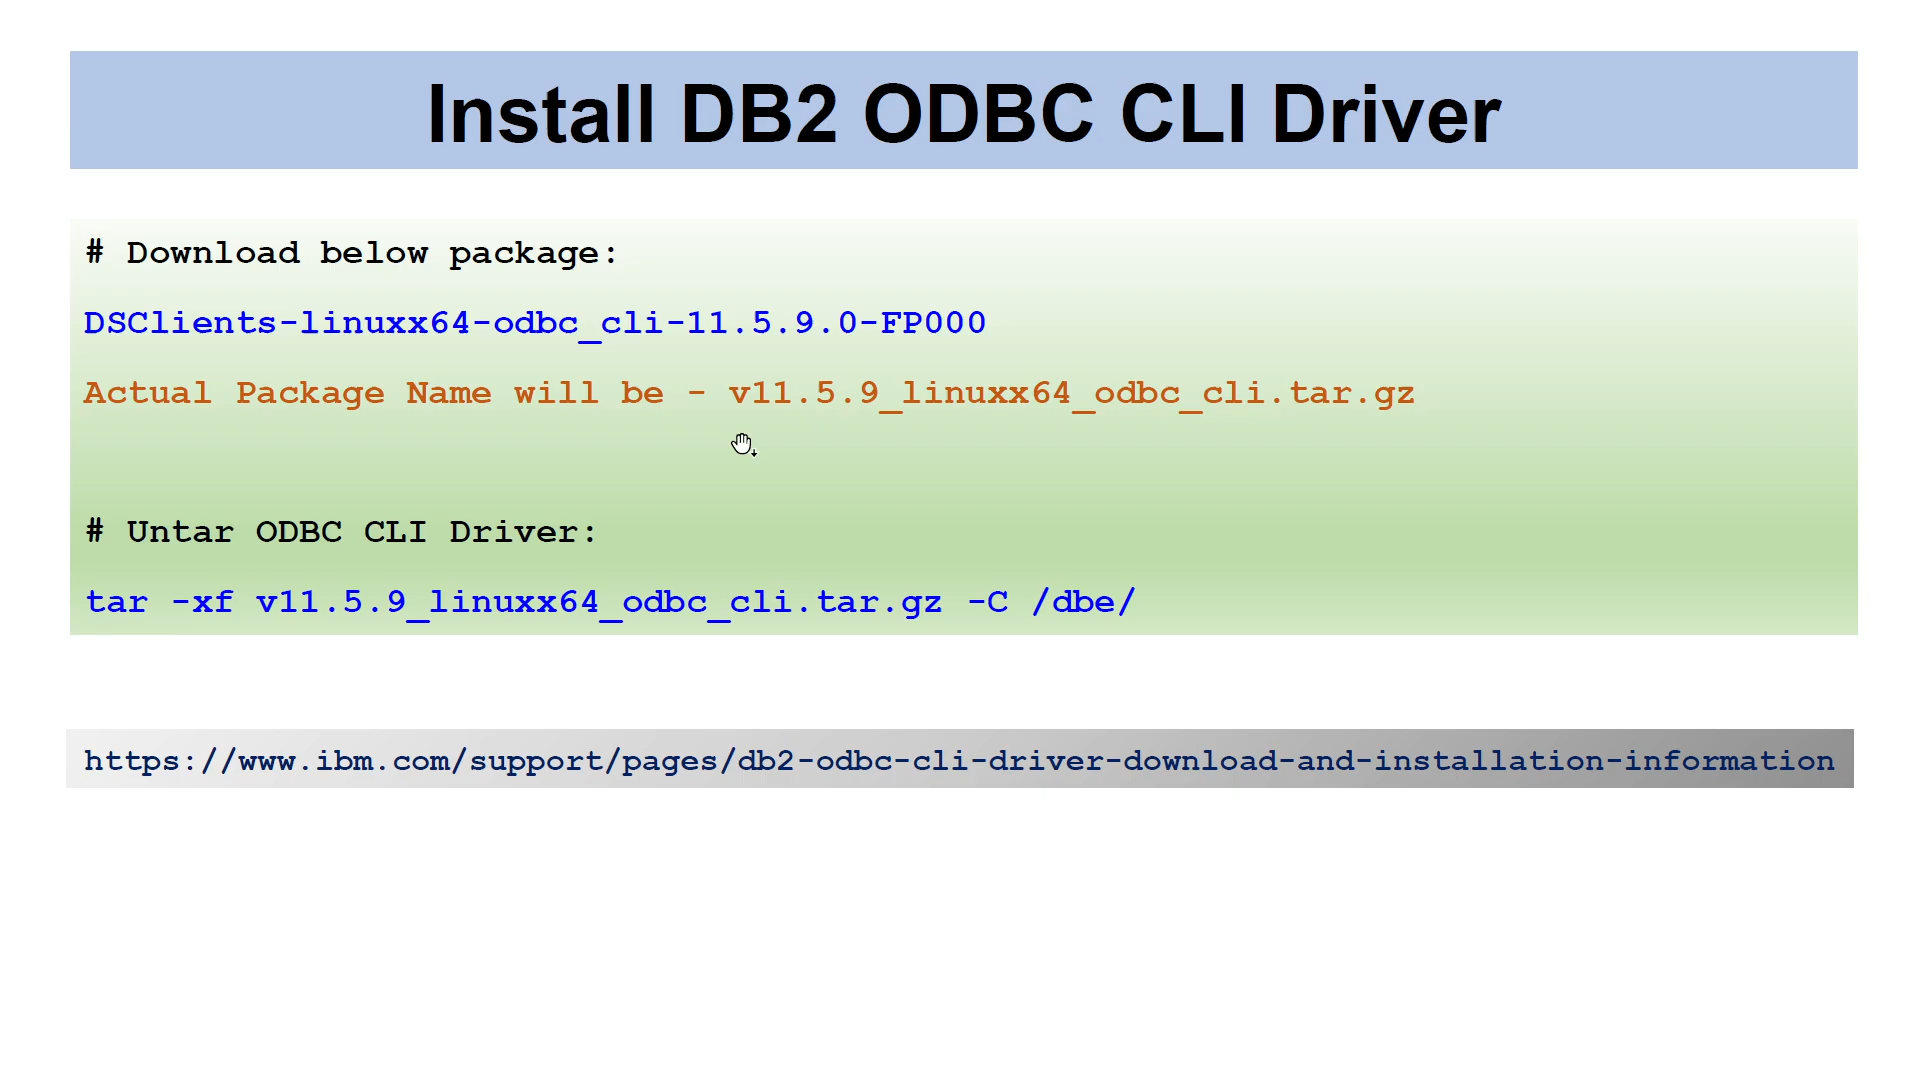 Install DB2 ODBC CLI Driver
# Download below package:
DSClients-linuxx64-odbc_cli-11.5.9.0-FP000
Actual Package Name will be - v11.5.9_linuxx64_odbc_cli.tar.gz
# Untar ODBC CLI Driver:
tar -xf v11.5.9_linuxx64_odbc_cli.tar.gz -C /dbe/
https://www.ibm.com/support/pages/db2-odbc-cli-driver-download-and-installation-information